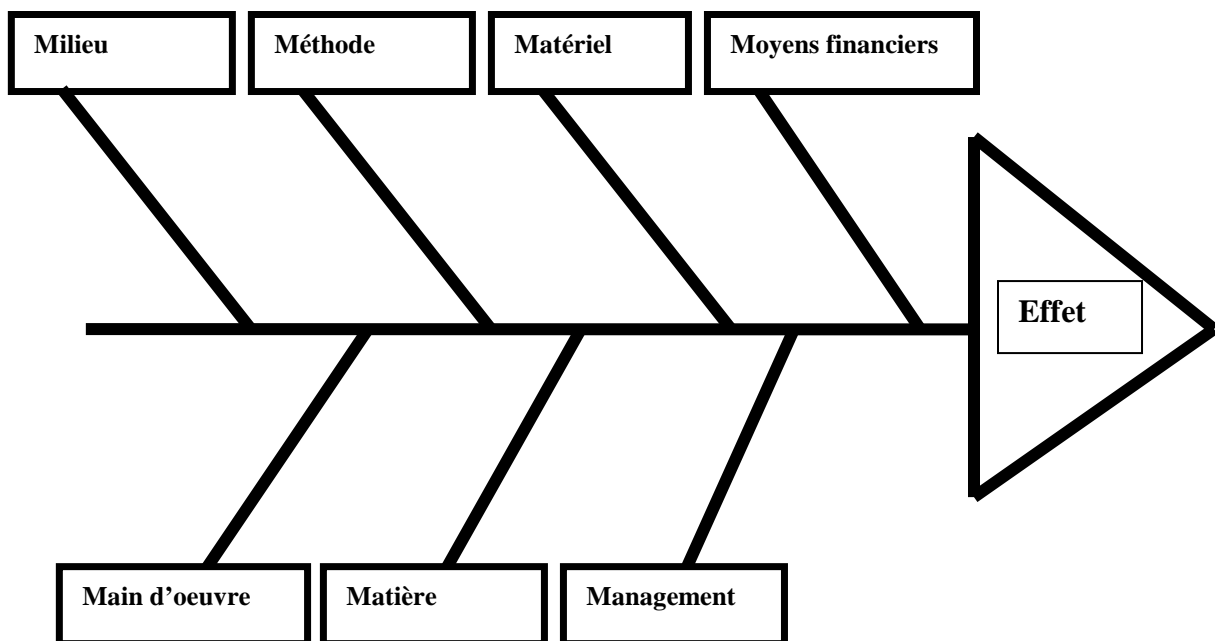 Milieu
Méthode
Matériel
Moyens financiers
Effet
Main d’oeuvre
Matière
Management